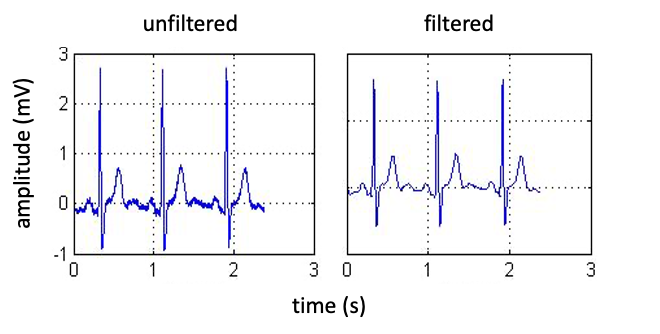 unfiltered
filtered
3
2
1
0
-1
amplitude (mV)
0 1 2 3
0 1 2 3
time (s)